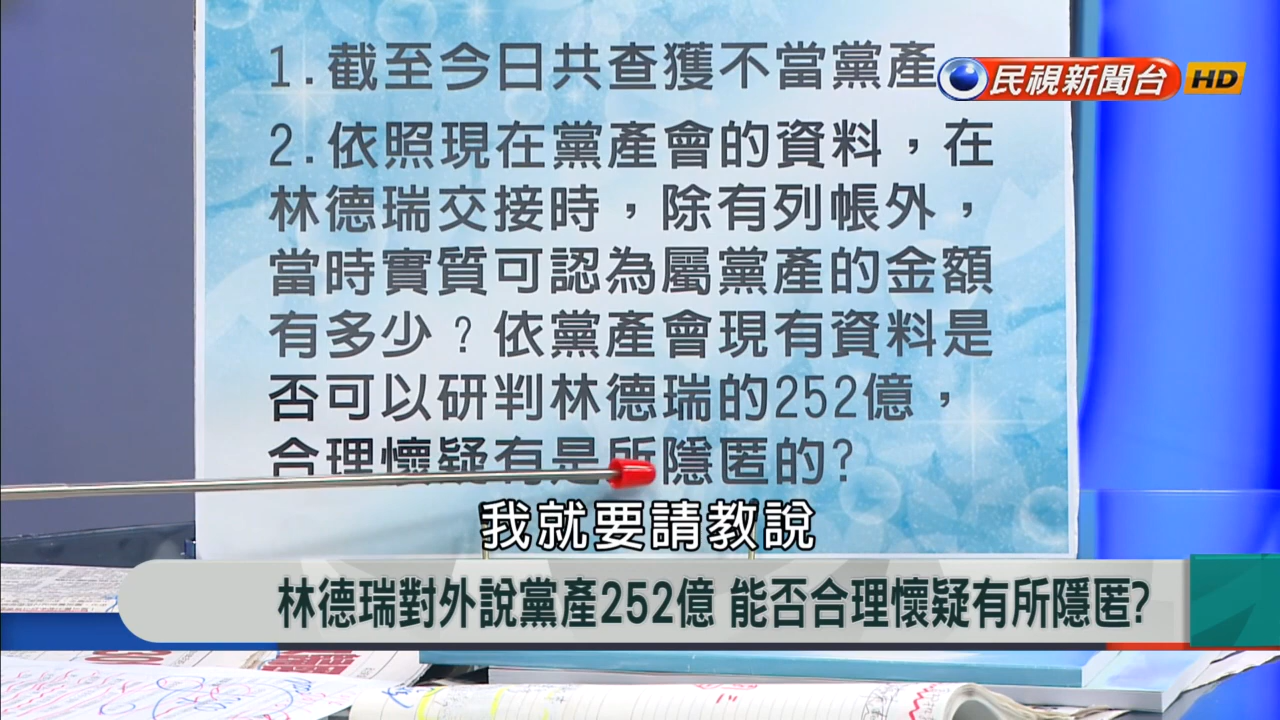 1.截至今日共查獲不當黨產
民視新聞台 HD
2.依照現在黨產會的資料，在
林德瑞交接時，除有列帳外，
當時實質可認為屬黨產的金額
有多少？依黨產會現有資料是
否可以研判林德瑞的252億，
合理懷疑有是所隱匿的?
我就要請教說
林德瑞對外說黨產252億 能否合理懷疑有所隱匿?